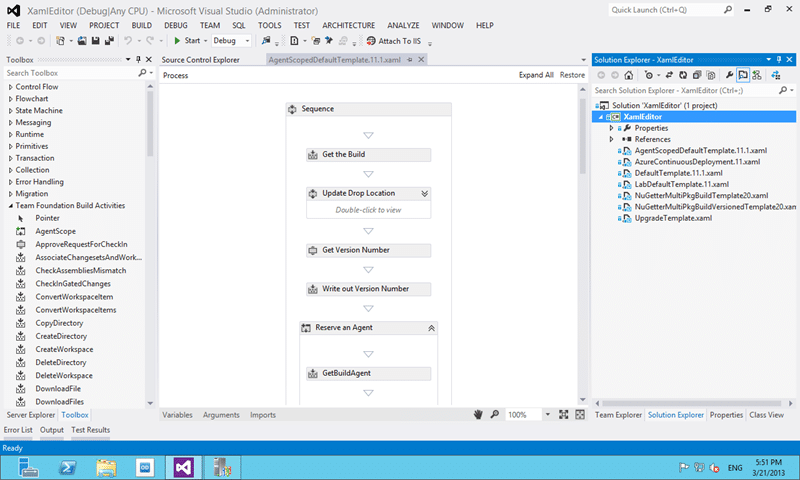 XamlEditor (Debug|Any CPU) - Microsoft Visual Studio (Administrator)
Quick Launch (Ctrl+Q)
FILE EDIT VIEW PROJECT BUILD DEBUG TEAM SQL TOOLS TEST ARCHITECTURE ANALYZE WINDOW HELP
Start Debug Attach to IIS
Toolbox
Search Toolbox
Control Flow
Flowchart
State Machine
Messaging
Runtime
Primitives
Transaction
Collection
Error Handling
Migration
Team Foundation Build Activities
Pointer
AgentScope
ApproveRequestForCheckIn
AssociateChangesetsAndWork...
CheckAssembliesMismatch
CheckInGatedChanges
ConvertWorkspaceItem
ConvertWorkspaceItems
CopyDirectory
CreateDirectory
CreateWorkspace
DeleteDirectory
DeleteWorkspace
DownloadFile
DownloadFiles
Server Explorer Toolbox
Source Control Explorer
AgentScopedDefaultTemplate.11.1.xaml
Process
Expand All Restore
Sequence
Get the Build
Update Drop Location
Double-click to view
Get Version Number
Write out Version Number
Reserve an Agent
GetBuildAgent
Variables Arguments Imports
100%
Solution Explorer - XamlEditor
Search Solution Explorer - XamlEditor (Ctrl+;)
Solution 'XamlEditor' (1 project)
XamlEditor
Properties
References
AgentScopedDefaultTemplate.11.1.xaml
AzureContinuousDeployment.11.xaml
DefaultTemplate.11.1.xaml
LabDefaultTemplate.11.xaml
NuGetterMultiPkgBuildTemplate20.xaml
NuGetterMultiPkgBuildVersionedTemplate20.xam
UpgradeTemplate.xaml
Team Explorer Solution Explorer Properties Class View
Error List Output Test Results
Ready
ENG
5:51 PM
3/21/2013